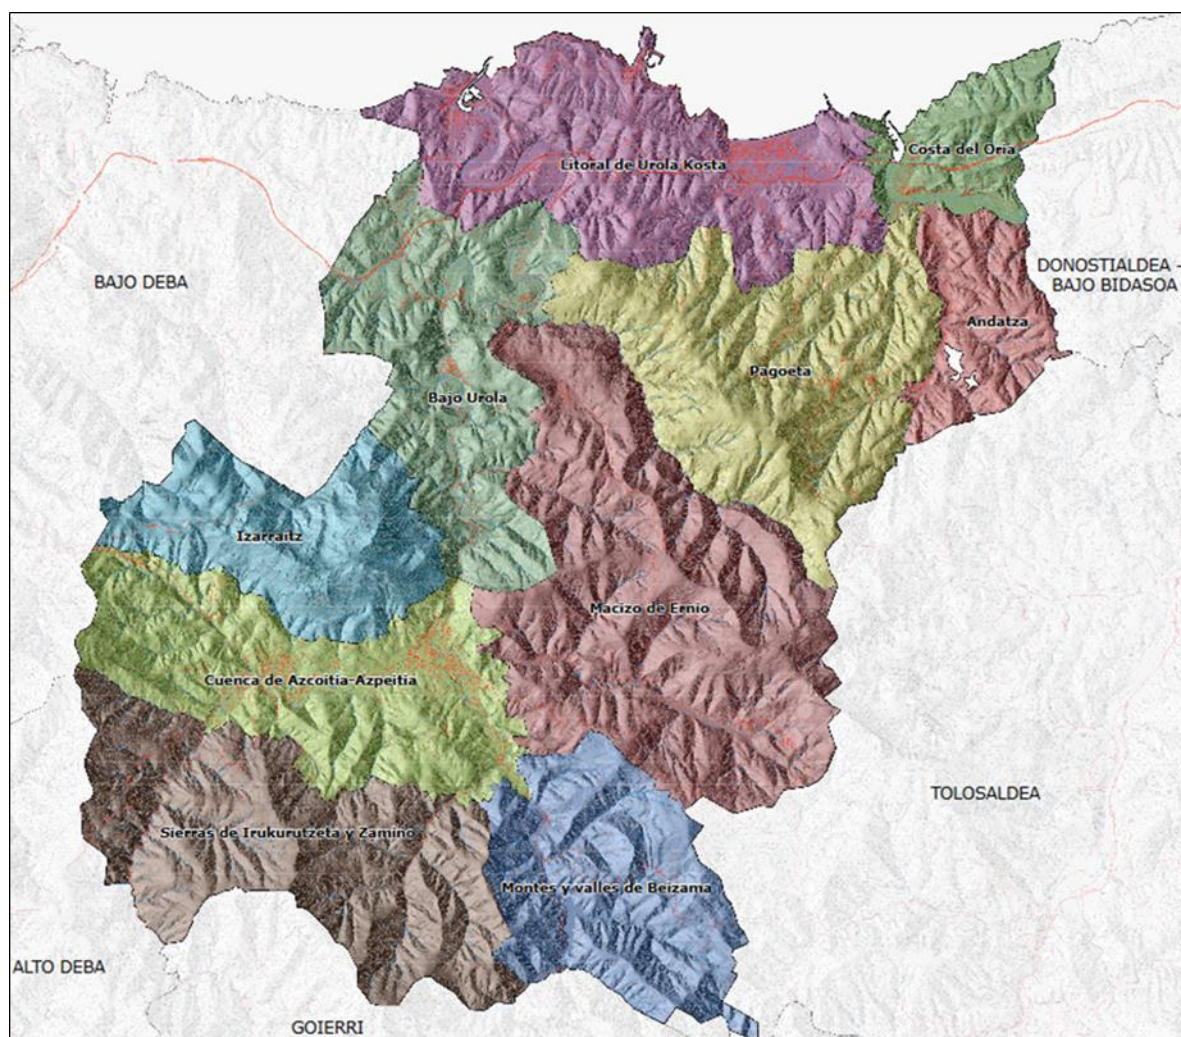 Costa del Oria
Litoral de Urola Kosta
DONOSTIALDEA -
BAJO BIDASOA
BAJO DEBA
Andatza
Pagoeta
Bajo Urola
Izarraitz
Macizo de Ernio
Cuenca de Azcoitia-Azpeitia
TOLOSALDEA
Sierras de Irukurutzeta y Zamino
Montes y valles de Beizama
ALTO DEBA
GOIERRI